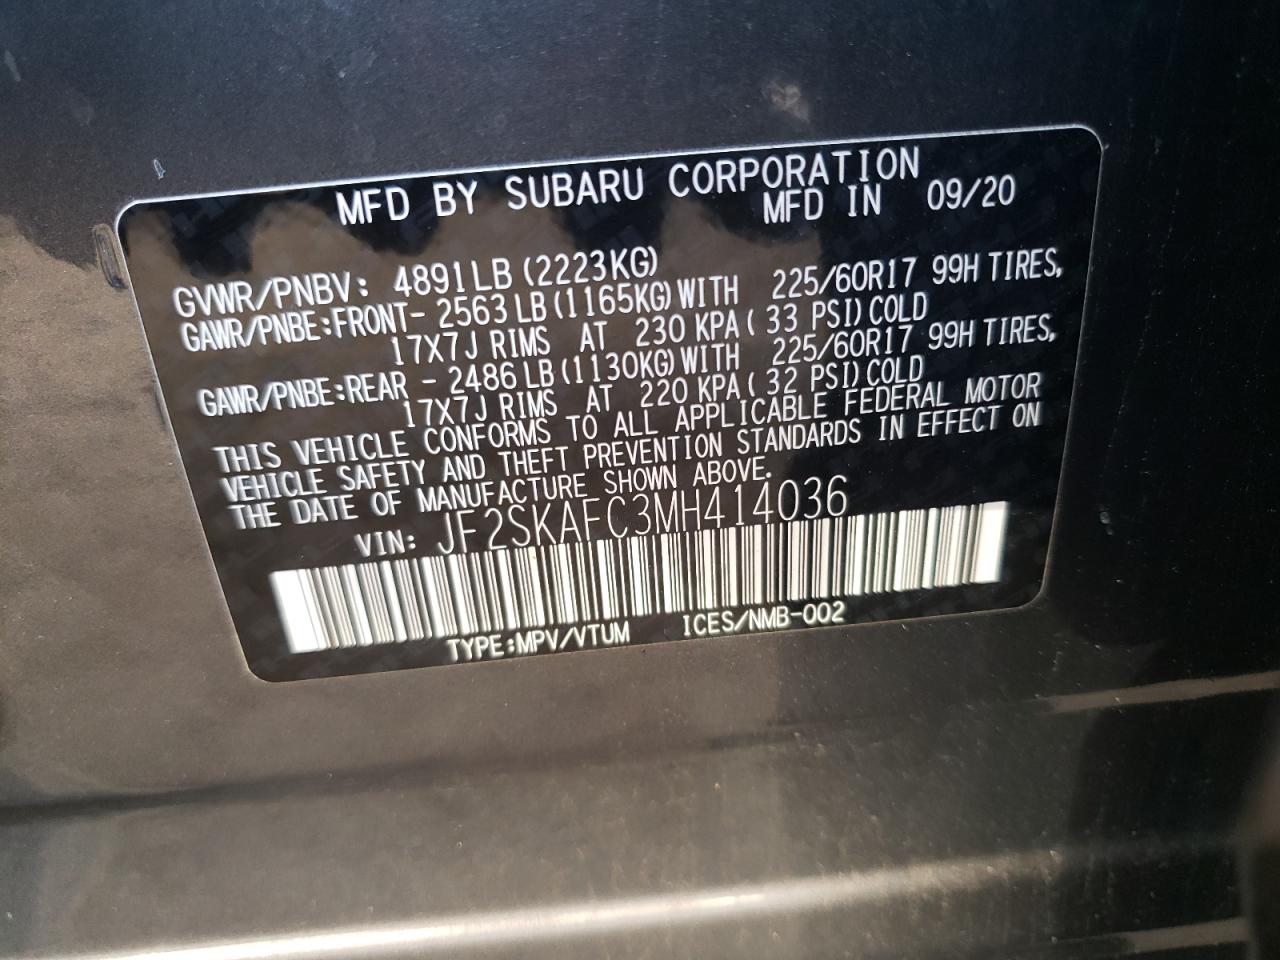 MFD BY SUBARU CORPORATION
MFD IN 09/20
GVWR/PNBV: 4891LB (2223KG)
GAWR/PNBE:FRONT- 2563 LB (1165KG) WITH 225/60R17 99H TIRES,
17X7J RIMS AT 230 KPA ( 33 PSI) COLD
GAWR/PNBE:REAR - 2486 LB (1130KG) WITH 225/60R17 99H TIRES,
17X7J RIMS AT 220 KPA ( 32 PSI) COLD
THIS VEHICLE CONFORMS TO ALL APPLICABLE FEDERAL MOTOR
VEHICLE SAFETY AND THEFT PREVENTION STANDARDS IN EFFECT ON
THE DATE OF MANUFACTURE SHOWN ABOVE.
VIN: JF2SKAFC3MH414036
TYPE:MPV/VTUM ICES/NMB-002